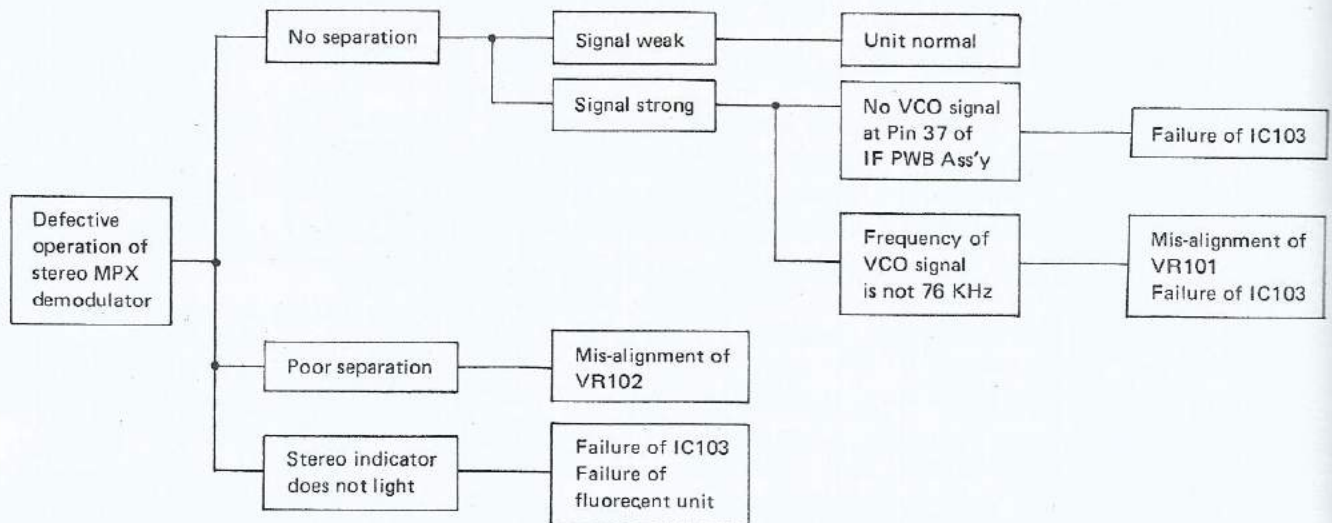 No separation
Signal weak
Unit normal
Signal strong
No VCO signal
at Pin 37 of
IF PWB Ass'y
Failure of IC103
Defective
operation of
stereo MPX
demodulator
Frequency of
VCO signal
is not 76 KHz
Mis-alignment of
VR101
Failure of IC103
Poor separation
Mis-alignment of
VR102
Stereo indicator
does not light
Failure of IC103
Failure of
fluorecent unit